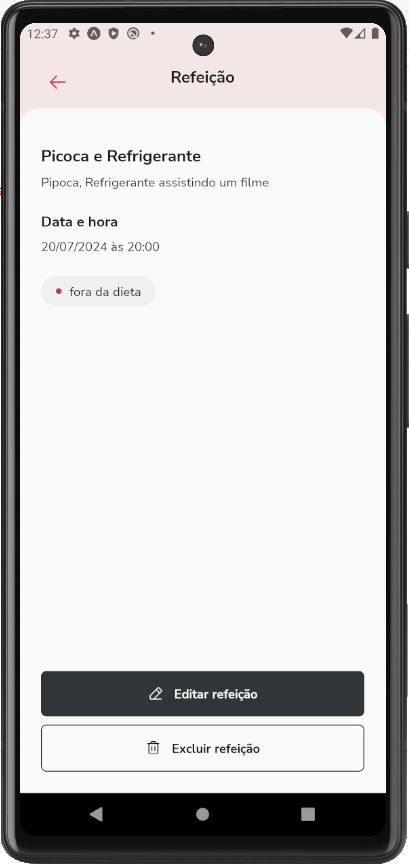 12:37
Refeição
Picoca e Refrigerante
Pipoca, Refrigerante assistindo um filme
Data e hora
20/07/2024 às 20:00
fora da dieta
Editar refeição
Excluir refeição